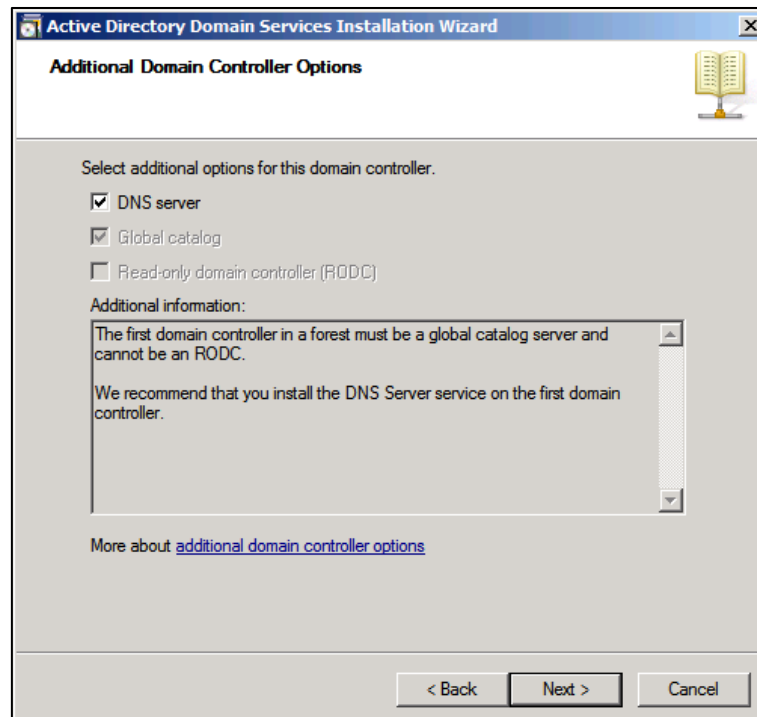 Active Directory Domain Services Installation Wizard
Additional Domain Controller Options
Select additional options for this domain controller.
DNS server
Global catalog
Read-only domain controller (RODC)
Additional information:
The first domain controller in a forest must be a global catalog server and
cannot be an RODC.
We recommend that you install the DNS Server service on the first domain
controller.
More about additional domain controller options
< Back
Next >
Cancel